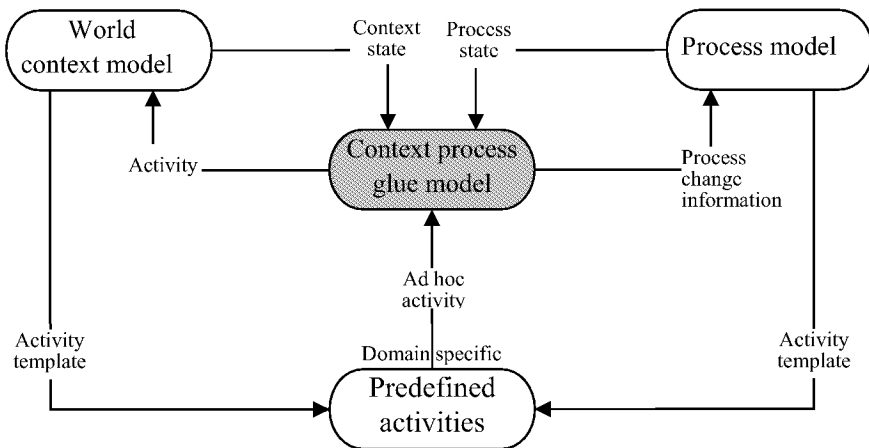 World
context model
Context
state
Process
state
Process model
Activity
Context process
glue model
Process
change
information
Ad hoc
activity
Activity
template
Activity
template
Domain specific
Predefined
activities